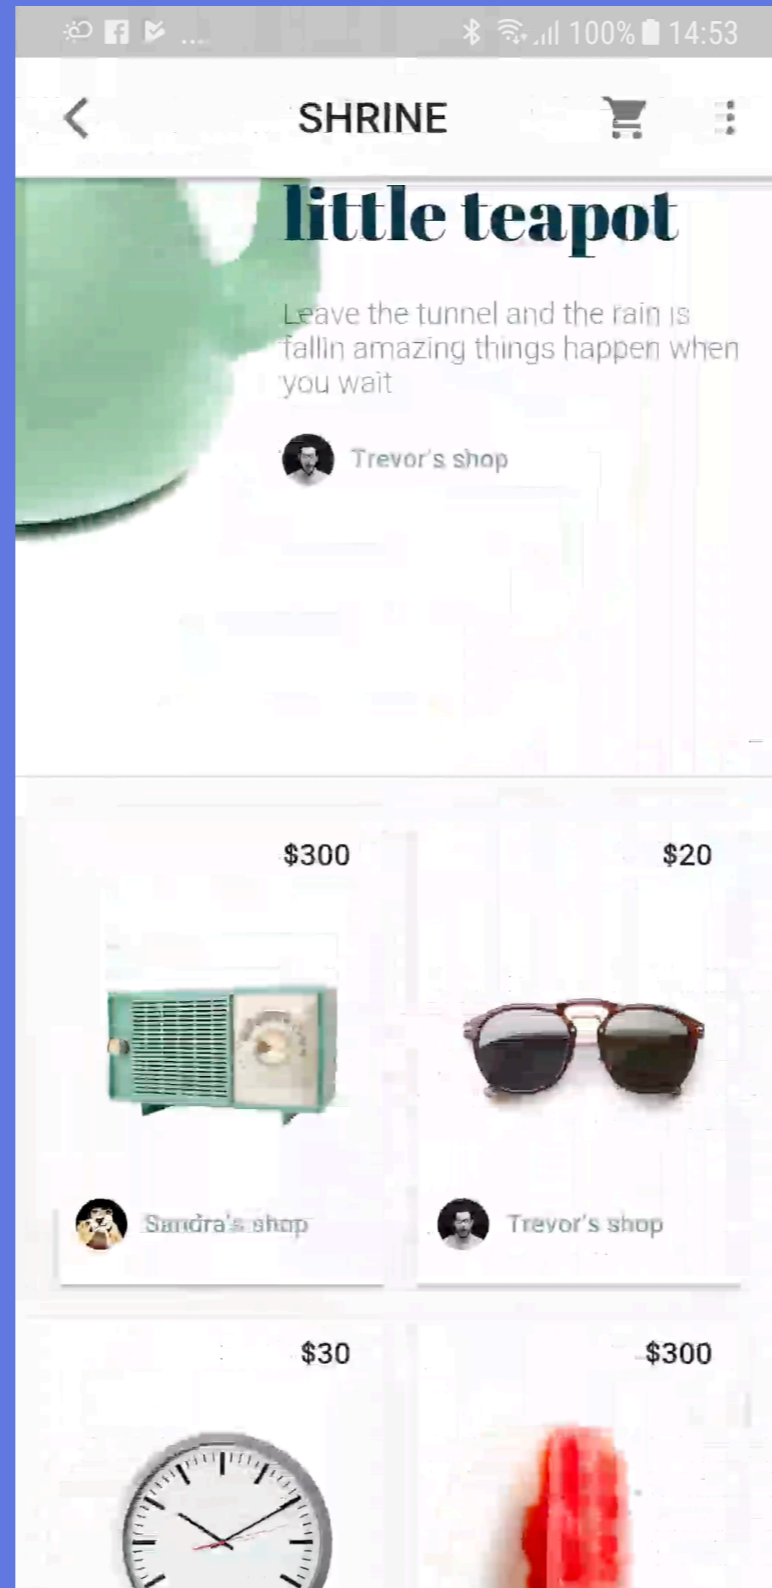 ... 100% 14:53
SHRINE
little teapot
Leave the tunnel and the rain is
fallin amazing things happen when
you wait
Trevor's shop
$300
$20
Sandra's shop
Trevor's shop
$30
$300